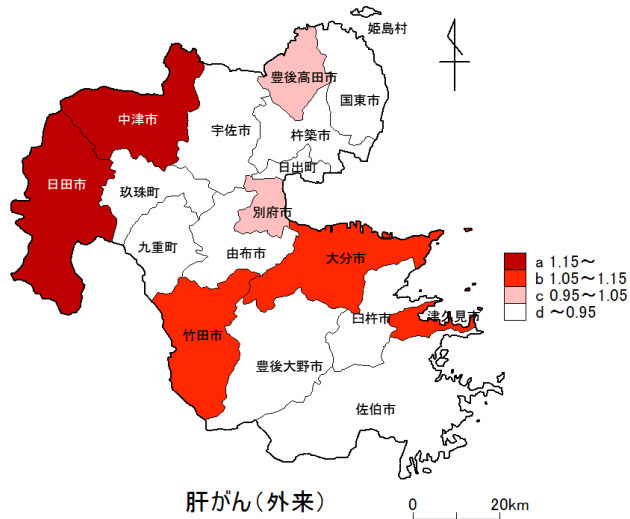 姫島村
豊後高田市
国東市
中津市
宇佐市
杵築市
日出町
日田市
玖珠町
別府市
九重町
由布市
大分市
a 1.15～
b 1.05～1.15
c 0.95～1.05
d ～0.95
臼杵市
津久見市
竹田市
豊後大野市
佐伯市
肝がん(外来)
0 20km